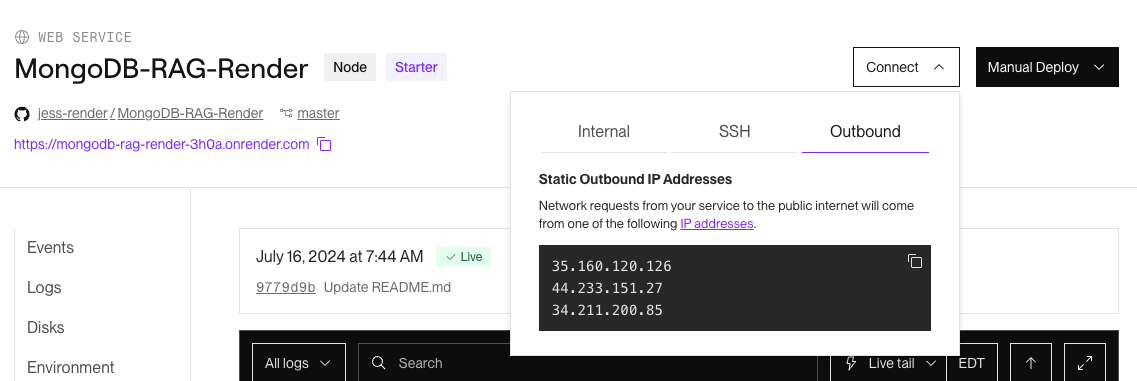 WEB SERVICE
MongoDB-RAG-Render Node Starter
Connect Manual Deploy
jess-render / MongoDB-RAG-Render master
https://mongodb-rag-render-3h0a.onrender.com
Internal SSH Outbound
Static Outbound IP Addresses
Network requests from your service to the public internet will come
from one of the following IP addresses.
35.160.120.126
44.233.151.27
34.211.200.85
Events
Logs
Disks
Environment
July 16, 2024 at 7:44 AM Live
9779d9b Update README.md
All logs Search Live tail EDT